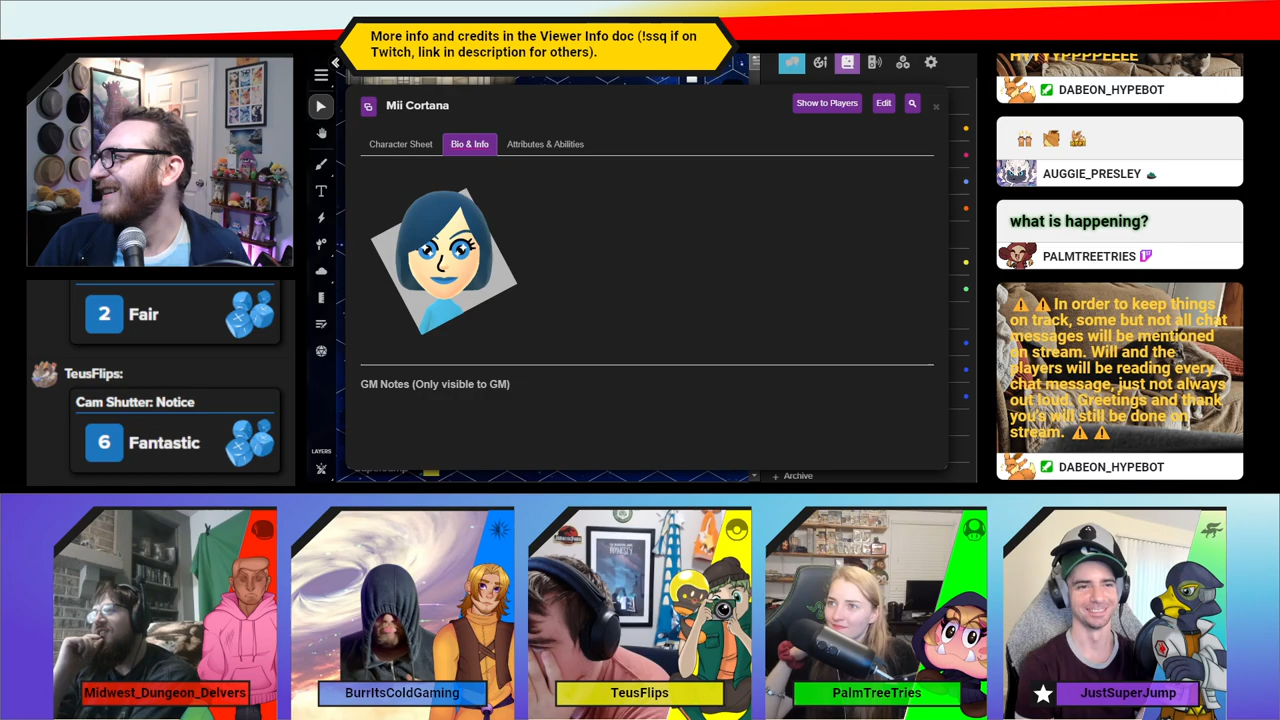 More info and credits in the Viewer Info doc (!ssq if on
Twitch, link in description for others).
Mii Cortana
Show to Players
Edit
Character Sheet
Bio & Info
Attributes & Abilities
GM Notes (Only visible to GM)
LAYERS
+ Archive
2 Fair
TeusFlips:
Cam Shutter: Notice
6 Fantastic
HYYYYPPPPEEE
DABEON_HYPEBOT
AUGGIE_PRESLEY
what is happening?
PALMTREETRIES
In order to keep things
on track, some but not all chat
messages will be mentioned
on stream. Will and the
players will be reading every
chat message, just not always
out loud. Greetings and thank
you's will still be done on
stream.
DABEON_HYPEBOT
Midwest_Dungeon_Delvers
BurrItsColdGaming
TeusFlips
PalmTreeTries
JustSuperJump